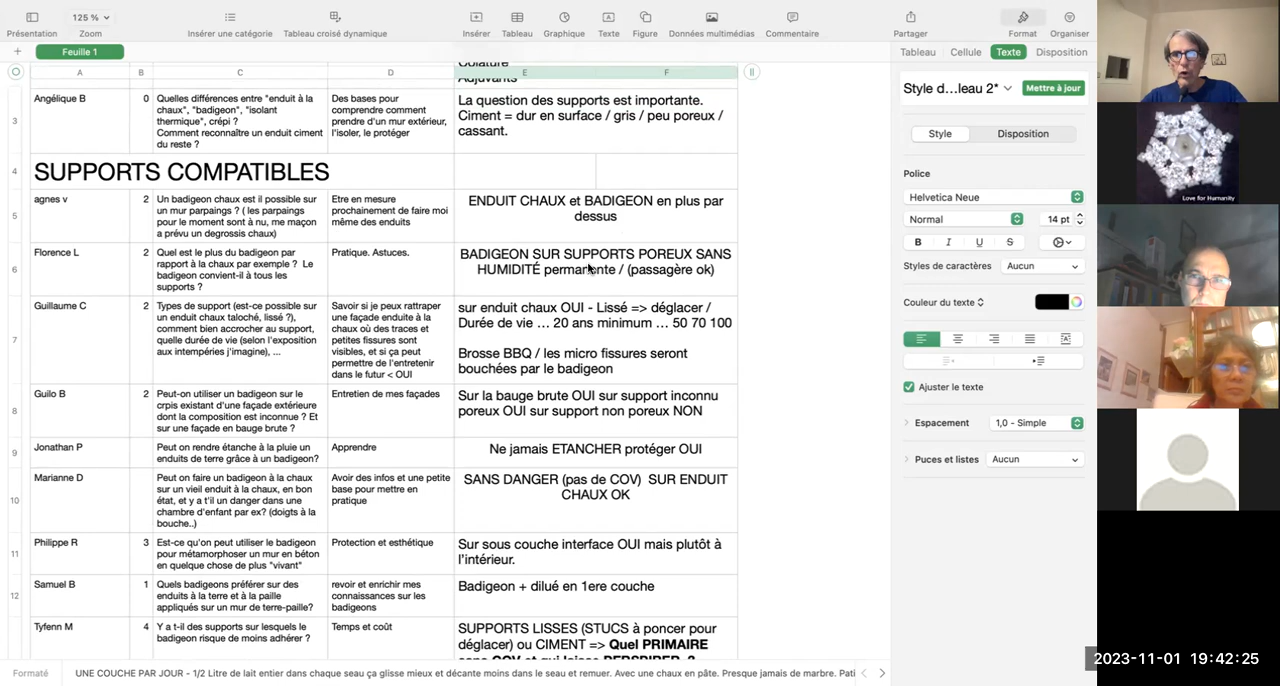 125 %
Présentation
Zoom
Insérer une catégorie
Tableau croisé dynamique
Insérer
Tableau
Graphique
Texte
Figure
Données multimédias
Commentaire
Partager
Format
Organiser
Feuille 1
Tableau
Cellule
Texte
Disposition
A
B
C
D
E
F
Colature
Adjuvants
3
Angélique B
0
Quelles différences entre "enduit à la
chaux", "badigeon", "isolant
thermique", crépi ?
Comment reconnaître un enduit ciment
du reste ?
Des bases pour
comprendre comment
prendre d'un mur extérieur,
l'isoler, le protéger
La question des supports est importante.
Ciment = dur en surface / gris / peu poreux /
cassant.
4
SUPPORTS COMPATIBLES
5
agnes v
2
Un badigeon chaux est il possible sur
un mur parpaings ? ( les parpaings
pour le moment sont à nu, me maçon
a prévu un degrossis chaux)
Etre en mesure
prochainement de faire moi
même des enduits
ENDUIT CHAUX et BADIGEON en plus par
dessus
6
Florence L
2
Quel est le plus du badigeon par
rapport à la chaux par exemple ? Le
badigeon convient-il à tous les
supports ?
Pratique. Astuces.
BADIGEON SUR SUPPORTS POREUX SANS
HUMIDITÉ permanente / (passagère ok)
7
Guillaume C
2
Types de support (est-ce possible sur
un enduit chaux taloché, lissé ?),
comment bien accrocher au support,
quelle durée de vie (selon l'exposition
aux intempéries j'imagine), ...
Savoir si je peux rattraper
une façade enduite à la
chaux où des traces et
petites fissures sont
visibles, et si ça peut
permettre de l'entretenir
dans le futur < OUI
sur enduit chaux OUI - Lissé => déglacer /
Durée de vie … 20 ans minimum … 50 70 100
Brosse BBQ / les micro fissures seront
bouchées par le badigeon
8
Guilo B
2
Peut-on utiliser un badigeon sur le
crpis existant d'une façade extérieure
dont la composition est inconnue ? Et
sur une façade en bauge brute ?
Entretien de mes façades
Sur la bauge brute OUI sur support inconnu
poreux OUI sur support non poreux NON
9
Jonathan P
Peut on rendre étanche à la pluie un
enduits de terre grâce à un badigeon?
Apprendre
Ne jamais ETANCHER protéger OUI
10
Marianne D
Peut on faire un badigeon à la chaux
sur un vieil enduit à la chaux, en bon
état, et y a t'il un danger dans une
chambre d'enfant par ex? (doigts à la
bouche..)
Avoir des infos et une petite
base pour mettre en
pratique
SANS DANGER (pas de COV) SUR ENDUIT
CHAUX OK
11
Philippe R
3
Est-ce qu'on peut utiliser le badigeon
pour métamorphoser un mur en béton
en quelque chose de plus "vivant"
Protection et esthétique
Sur sous couche interface OUI mais plutôt à
l'intérieur.
12
Samuel B
1
Quels badigeons préférer sur des
enduits à la terre et à la paille
appliqués sur un mur de terre-paille?
revoir et enrichir mes
connaissances sur les
badigeons
Badigeon + dilué en 1ere couche
Tyfenn M
4
Y a t-il des supports sur lesquels le
badigeon risque de moins adhérer ?
Temps et coût
SUPPORTS LISSES (STUCS à poncer pour
déglacer) ou CIMENT => Quel PRIMAIRE
sans COV et qui laisse PERSPIRER ?
Formaté
UNE COUCHE PAR JOUR - 1/2 Litre de lait entier dans chaque seau ça glisse mieux et décante moins dans le seau et remuer. Avec une chaux en pâte. Presque jamais de marbre. Pati
Style d...leau 2*
Mettre à jour
Style
Disposition
Police
Helvetica Neue
Normal
14 pt
B I U S
Styles de caractères
Aucun
Couleur du texte
Ajuster le texte
Espacement
1,0 - Simple
Puces et listes
Aucun
Love for Humanity
2023-11-01 19:42:25